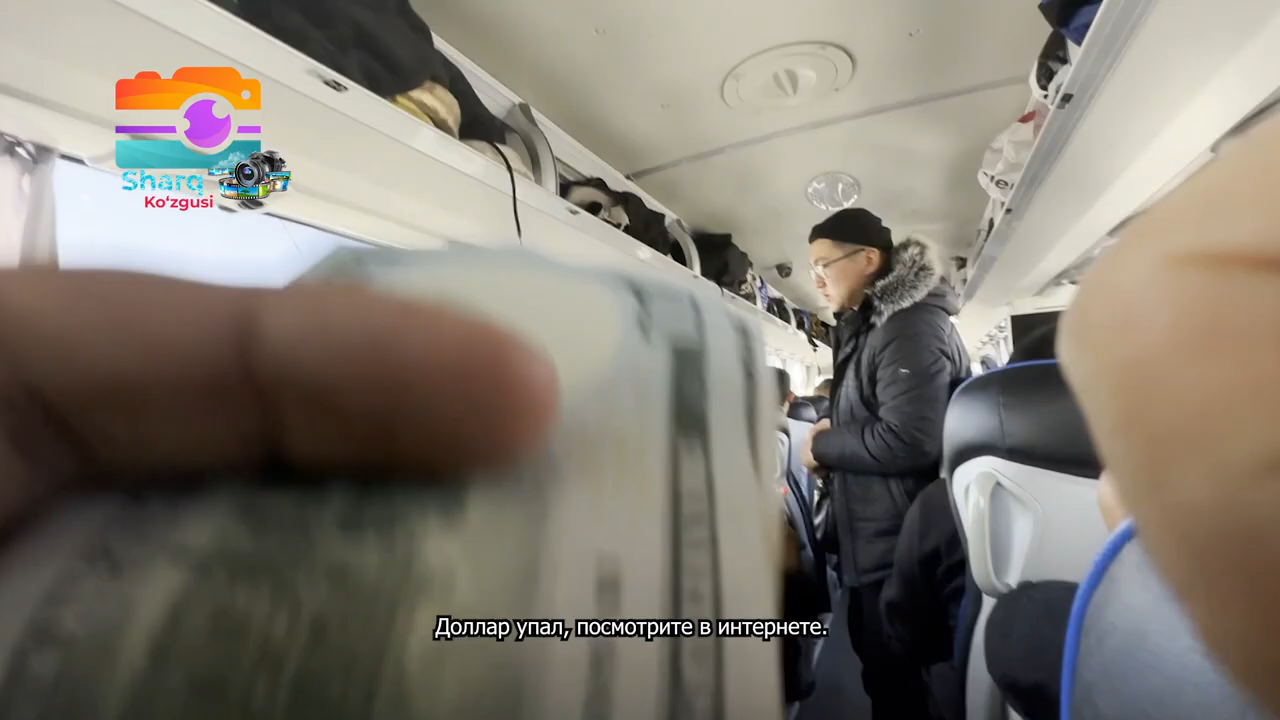 Sharq
Ko‘zgusi
Доллар упал, посмотрите в интернете.